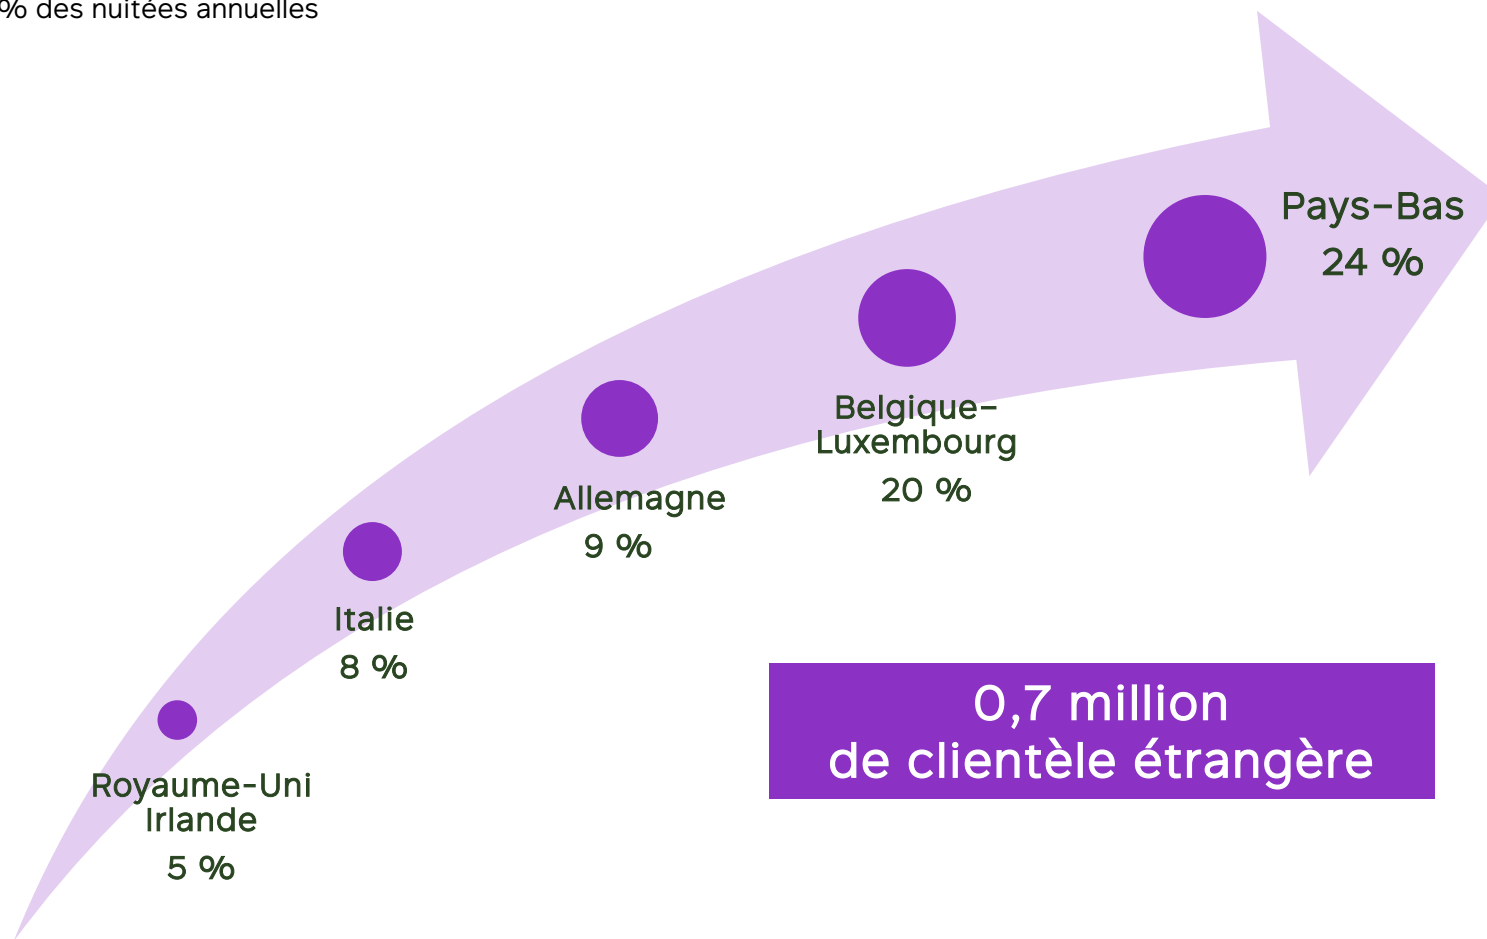 % des nuitées annuelles
Pays-Bas
24 %
Belgique-
Luxembourg
20 %
Allemagne
9 %
Italie
8 %
Royaume-Uni
Irlande
5 %
0,7 million
de clientèle étrangère